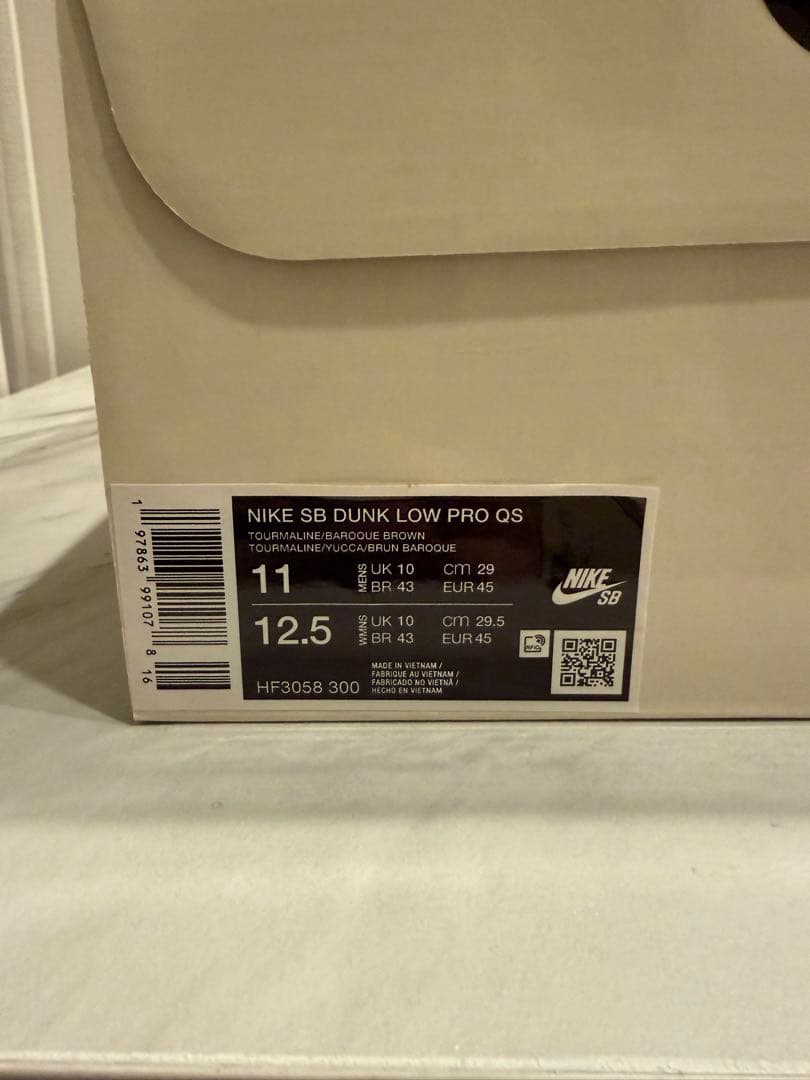 NIKE SB DUNK LOW PRO QS
TOURMALINE/BAROQUE BROWN
TOURMALINE/YUCCA/BRUN BAROQUE
11 MENS UK 10 cm 29
BR 43 EUR 45
12.5 WMNS UK 10 cm 29.5
BR 43 EUR 45
HF3058 300
MADE IN VIETNAM /
FABRIQUE AU VIETNAM /
FABRICADO NO VIETNÃ /
HECHO EN VIETNAM
NIKE
SB
RFID
1 97863 99107 8 16